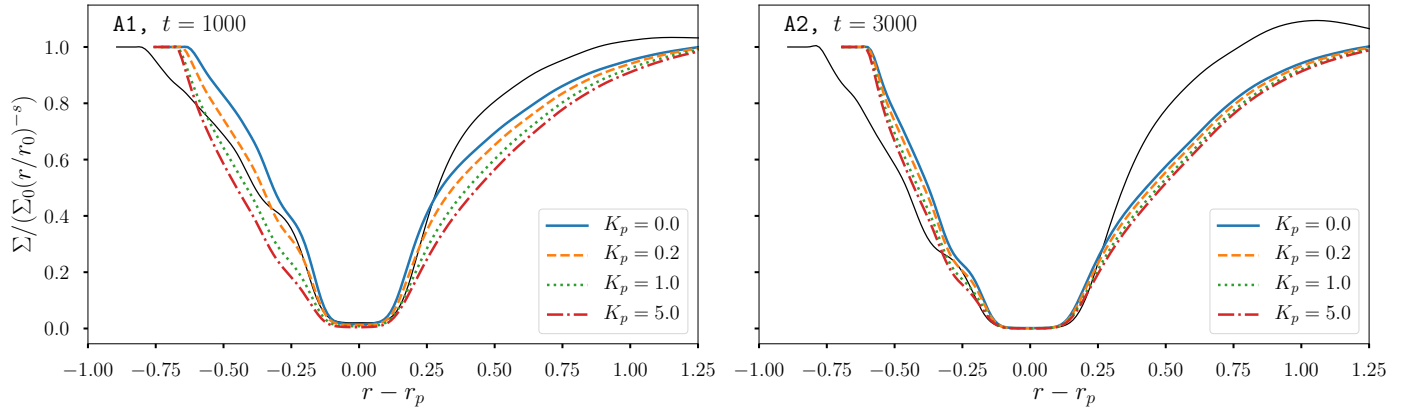 A1, t = 1000
Σ/(Σ₀(r/r₀)⁻ˢ)
1.0
0.8
0.6
0.4
0.2
0.0
K_p = 0.0
K_p = 0.2
K_p = 1.0
K_p = 5.0
−1.00 −0.75 −0.50 −0.25 0.00 0.25 0.50 0.75 1.00 1.25
r − r_p
A2, t = 3000
K_p = 0.0
K_p = 0.2
K_p = 1.0
K_p = 5.0
−1.00 −0.75 −0.50 −0.25 0.00 0.25 0.50 0.75 1.00 1.25
r − r_p